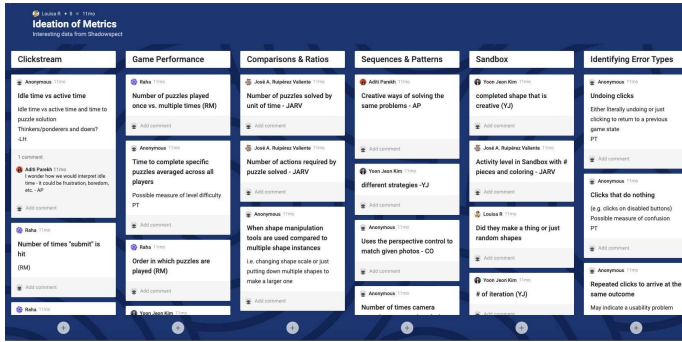 Louisa R • 6 • 11mo
Ideation of Metrics
Interesting data from Shadowspect
Clickstream
Anonymous 11mo
Idle time vs active time
Idle time vs active time and time to
puzzle solution
Thinkers/ponderers and doers?
-LH
1 comment
Aditi Parekh 11mo
I wonder how we would interpret idle
time - it could be frustration, boredom,
etc. - AP
Add comment
Raha 11mo
Number of times "submit" is
hit
(RM)
Add comment
Raha 11mo
Game Performance
Raha 11mo
Number of puzzles played
once vs. multiple times (RM)
Add comment
Anonymous 11mo
Time to complete specific
puzzles averaged across all
players
Possible measure of level difficulty
PT
Add comment
Raha 11mo
Order in which puzzles are
played (RM)
Add comment
Yoon Jeon Kim 11mo
Comparisons & Ratios
José A. Ruipérez Valiente 11mo
Number of puzzles solved by
unit of time - JARV
Add comment
José A. Ruipérez Valiente 11mo
Number of actions required by
puzzle solved - JARV
Add comment
Anonymous 11mo
When shape manipulation
tools are used compared to
multiple shape instances
i.e. changing shape scale or just
putting down multiple shapes to
make a larger one
Add comment
Sequences & Patterns
Aditi Parekh 11mo
Creative ways of solving the
same problems - AP
Add comment
Yoon Jeon Kim 11mo
different strategies -YJ
Add comment
Anonymous 11mo
Uses the perspective control to
match given photos - CO
Add comment
Anonymous 11mo
Number of times camera
Sandbox
Yoon Jeon Kim 11mo
completed shape that is
creative (YJ)
Add comment
José A. Ruipérez Valiente 11mo
Activity level in Sandbox with #
pieces and coloring - JARV
Add comment
Louisa R 11mo
Did they make a thing or just
random shapes
Add comment
Yoon Jeon Kim 11mo
# of iteration (YJ)
Add comment
Identifying Error Types
Anonymous 11mo
Undoing clicks
Either literally undoing or just
clicking to return to a previous
game state
PT
Add comment
Anonymous 11mo
Clicks that do nothing
(e.g. clicks on disabled buttons)
Possible measure of confusion
PT
Add comment
Anonymous 11mo
Repeated clicks to arrive at the
same outcome
May indicate a usability problem